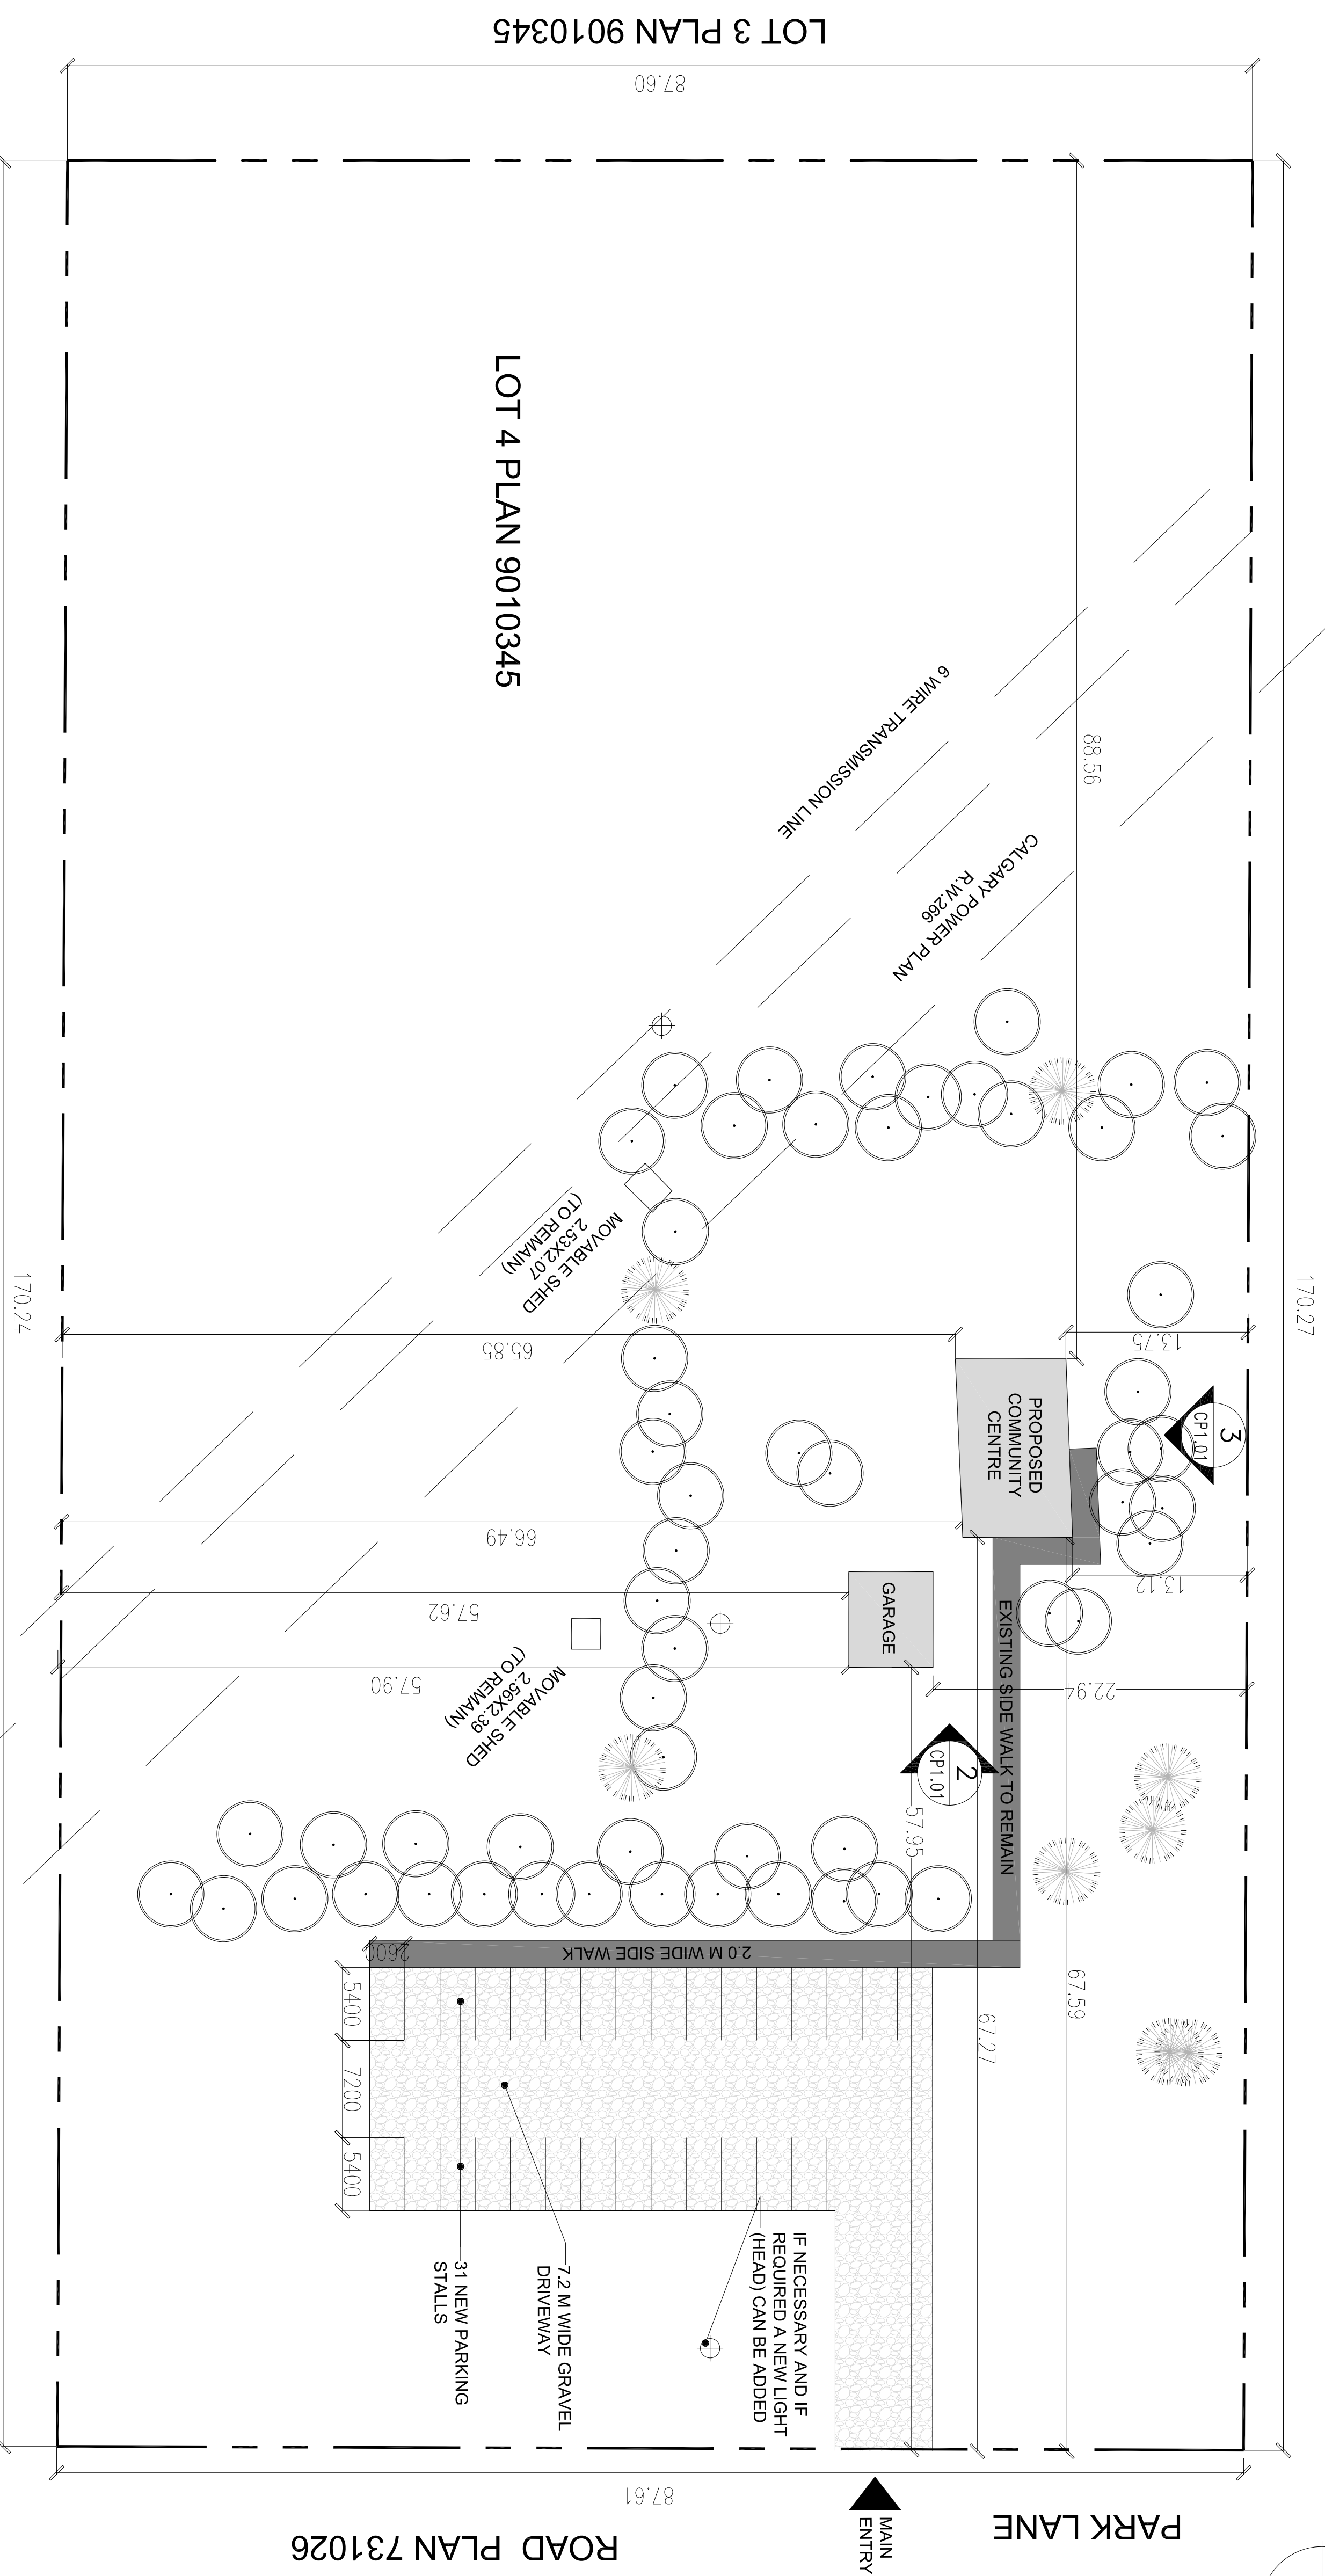 LOT 3 PLAN 9010345
87.60
LOT 4 PLAN 9010345
88.56
6 WIRE TRANSMISSION LINE
CALGARY POWER PLAN
R.W.266
MOVABLE SHED
2.53X2.07
(TO REMAIN)
170.24
170.27
65.85
13.75
PROPOSED
COMMUNITY
CENTRE
3
CP1.01
66.49
13.12
57.62
GARAGE
EXISTING SIDE WALK TO REMAIN
57.90
22.94
MOVABLE SHED
2.56X2.39
(TO REMAIN)
2
CP1.01
57.95
2600
2.0 M WIDE SIDE WALK
67.59
67.27
5400
7200
5400
IF NECESSARY AND IF
REQUIRED A NEW LIGHT
(HEAD) CAN BE ADDED
7.2 M WIDE GRAVEL
DRIVEWAY
31 NEW PARKING
STALLS
87.61
MAIN
ENTRY
PARK LANE
ROAD PLAN 731026